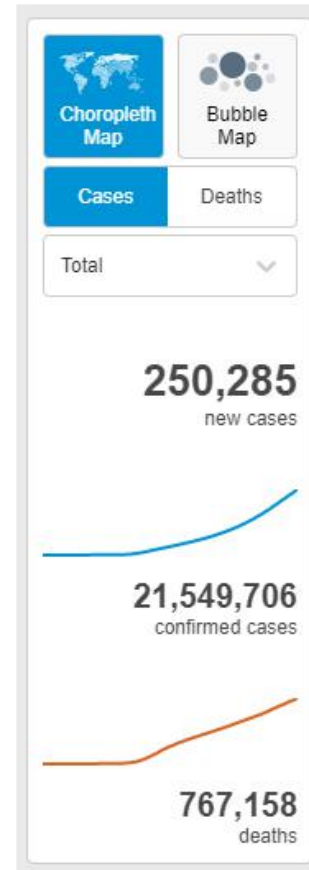 Choropleth
Map
Bubble
Map
Cases
Deaths
Total
250,285
new cases
21,549,706
confirmed cases
767,158
deaths